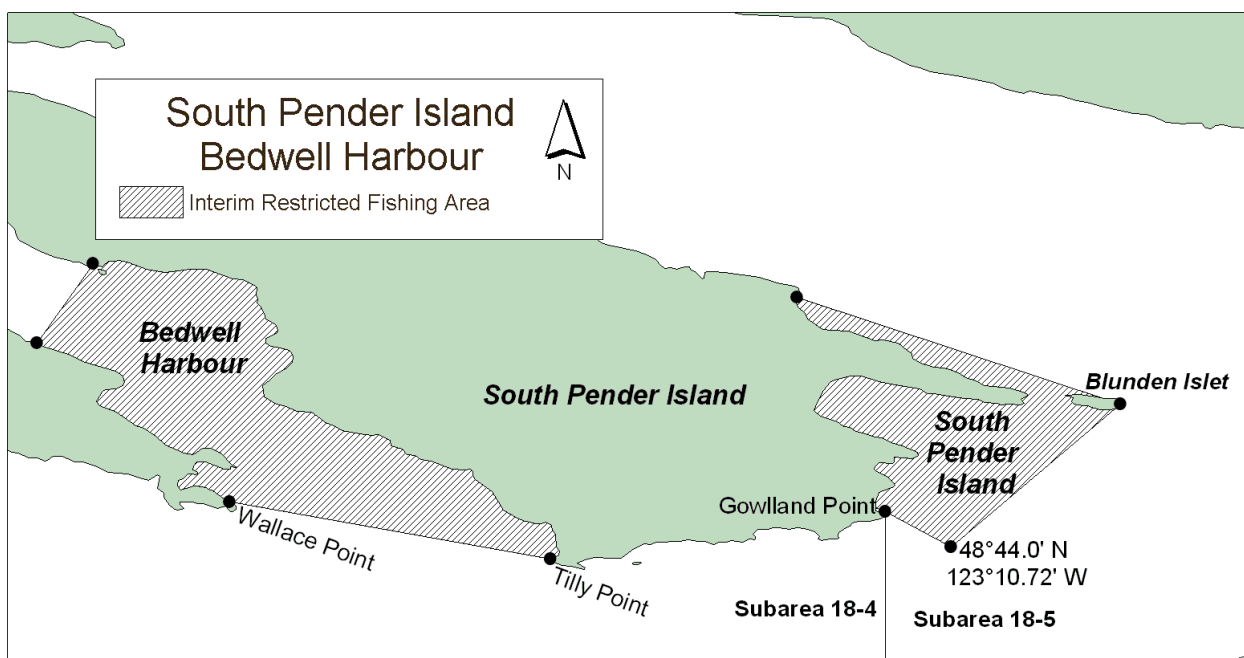 South Pender Island
Bedwell Harbour
N
Interim Restricted Fishing Area
Bedwell
Harbour
South Pender Island
Blunden Islet
South
Pender
Island
Gowlland Point
Wallace Point
Tilly Point
48°44.0' N
123°10.72' W
Subarea 18-4
Subarea 18-5